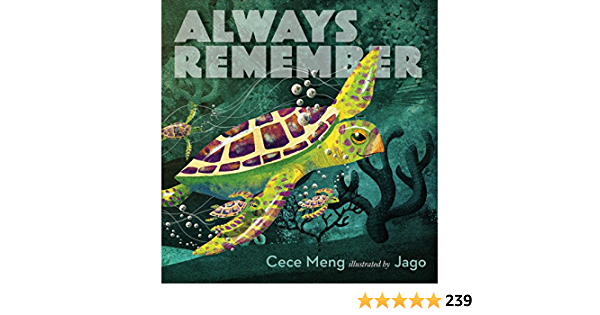 ALWAYS
REMEMBER
Cece Meng illustrated by Jago
239